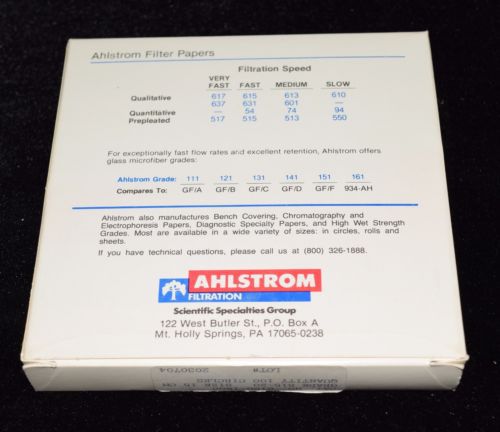 Ahlstrom Filter Papers
Filtration Speed
VERY FAST FAST MEDIUM SLOW
Qualitative 617 615 613 610
637 631 601 —
Quantitative — 54 74 94
Prepleated 517 515 513 550
For exceptionally fast flow rates and excellent retention, Ahlstrom offers
glass microfiber grades:
Ahlstrom Grade: 111 121 131 141 151 161
Compares To: GF/A GF/B GF/C GF/D GF/F 934-AH
Ahlstrom also manufactures Bench Covering, Chromatography and
Electrophoresis Papers, Diagnostic Specialty Papers, and High Wet Strength
Grades. Most are available in a wide variety of sizes: in circles, rolls and
sheets.
If you have technical questions, please call us at (800) 326-1888.
AHLSTROM
FILTRATION
Scientific Specialties Group
122 West Butler St., P.O. Box A
Mt. Holly Springs, PA 17065-0238
LOT# 2030704
QUANTITY 100 CIRCLES